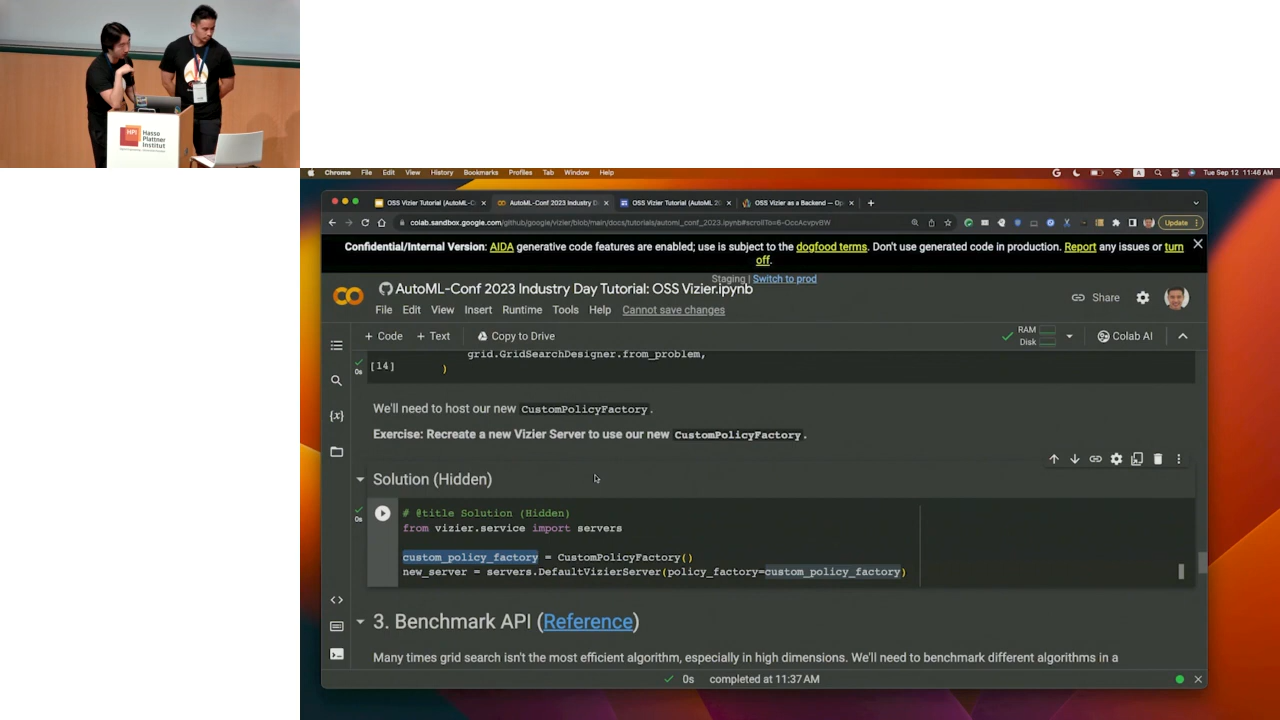 HPI Hasso Plattner Institut
Chrome File Edit View History Bookmarks Profiles Tab Window Help
Tue Sep 12 11:46 AM
OSS Vizier Tutorial (AutoML-C
AutoML-Conf 2023 Industry D
OSS Vizier Tutorial (AutoML 20
OSS Vizier as a Backend — Op
colab.sandbox.google.com/github/google/vizier/blob/main/docs/tutorials/automl_conf_2023.ipynb#scrollTo=6-OccAcvpvBW
Update
Confidential/Internal Version: AIDA generative code features are enabled; use is subject to the dogfood terms. Don't use generated code in production. Report any issues or turn
off.
Staging | Switch to prod
AutoML-Conf 2023 Industry Day Tutorial: OSS Vizier.ipynb
Share
File Edit View Insert Runtime Tools Help Cannot save changes
+ Code + Text Copy to Drive
RAM
Disk
Colab AI
grid.GridSearchDesigner.from_problem,
0s [14] )
We'll need to host our new CustomPolicyFactory.
Exercise: Recreate a new Vizier Server to use our new CustomPolicyFactory.
Solution (Hidden)
0s
# @title Solution (Hidden)
from vizier.service import servers
custom_policy_factory = CustomPolicyFactory()
new_server = servers.DefaultVizierServer(policy_factory=custom_policy_factory)
3. Benchmark API (Reference)
Many times grid search isn't the most efficient algorithm, especially in high dimensions. We'll need to benchmark different algorithms in a
0s completed at 11:37 AM